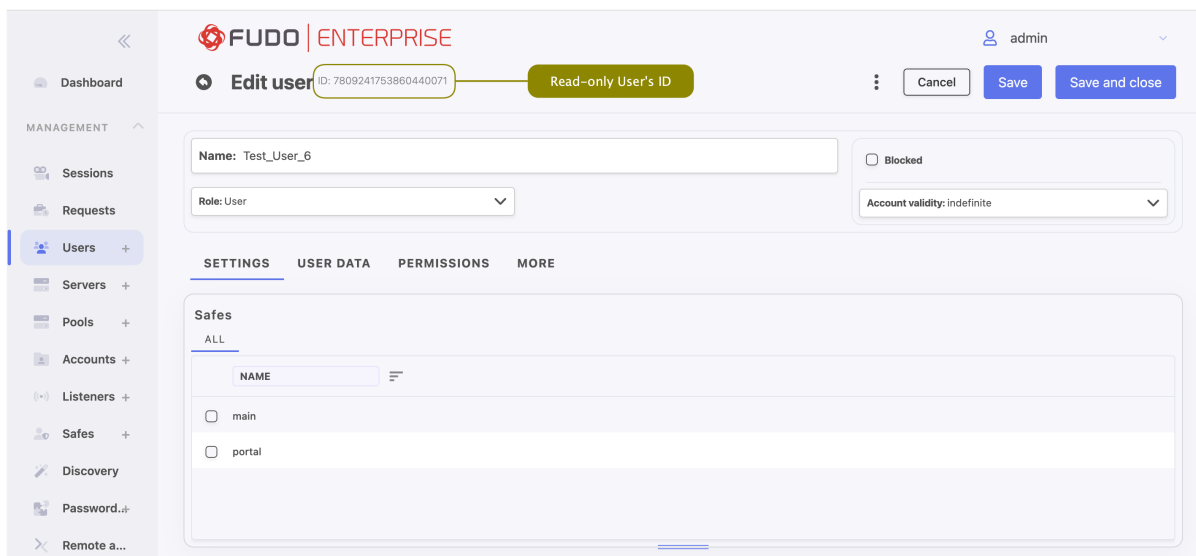 FUDO ENTERPRISE
admin
Dashboard
Edit user
ID: 7809241753860440071
Read-only User's ID
Cancel
Save
Save and close
MANAGEMENT
Sessions
Requests
Users +
Servers +
Pools +
Accounts +
Listeners +
Safes +
Discovery
Password...+
Remote a...
Name: Test_User_6
Blocked
Role: User
Account validity: indefinite
SETTINGS USER DATA PERMISSIONS MORE
Safes
ALL
NAME
main
portal